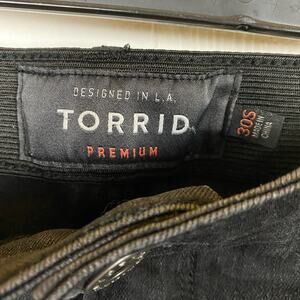 DESIGNED IN L.A.
TORRID
PREMIUM
30S
MADE IN
CHINA